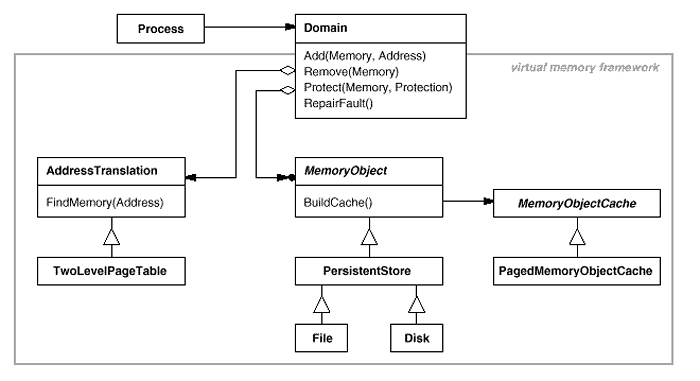 Process
Domain
Add(Memory, Address)
Remove(Memory)
Protect(Memory, Protection)
RepairFault()
virtual memory framework
AddressTranslation
FindMemory(Address)
MemoryObject
BuildCache()
MemoryObjectCache
TwoLevelPageTable
PersistentStore
PagedMemoryObjectCache
File
Disk